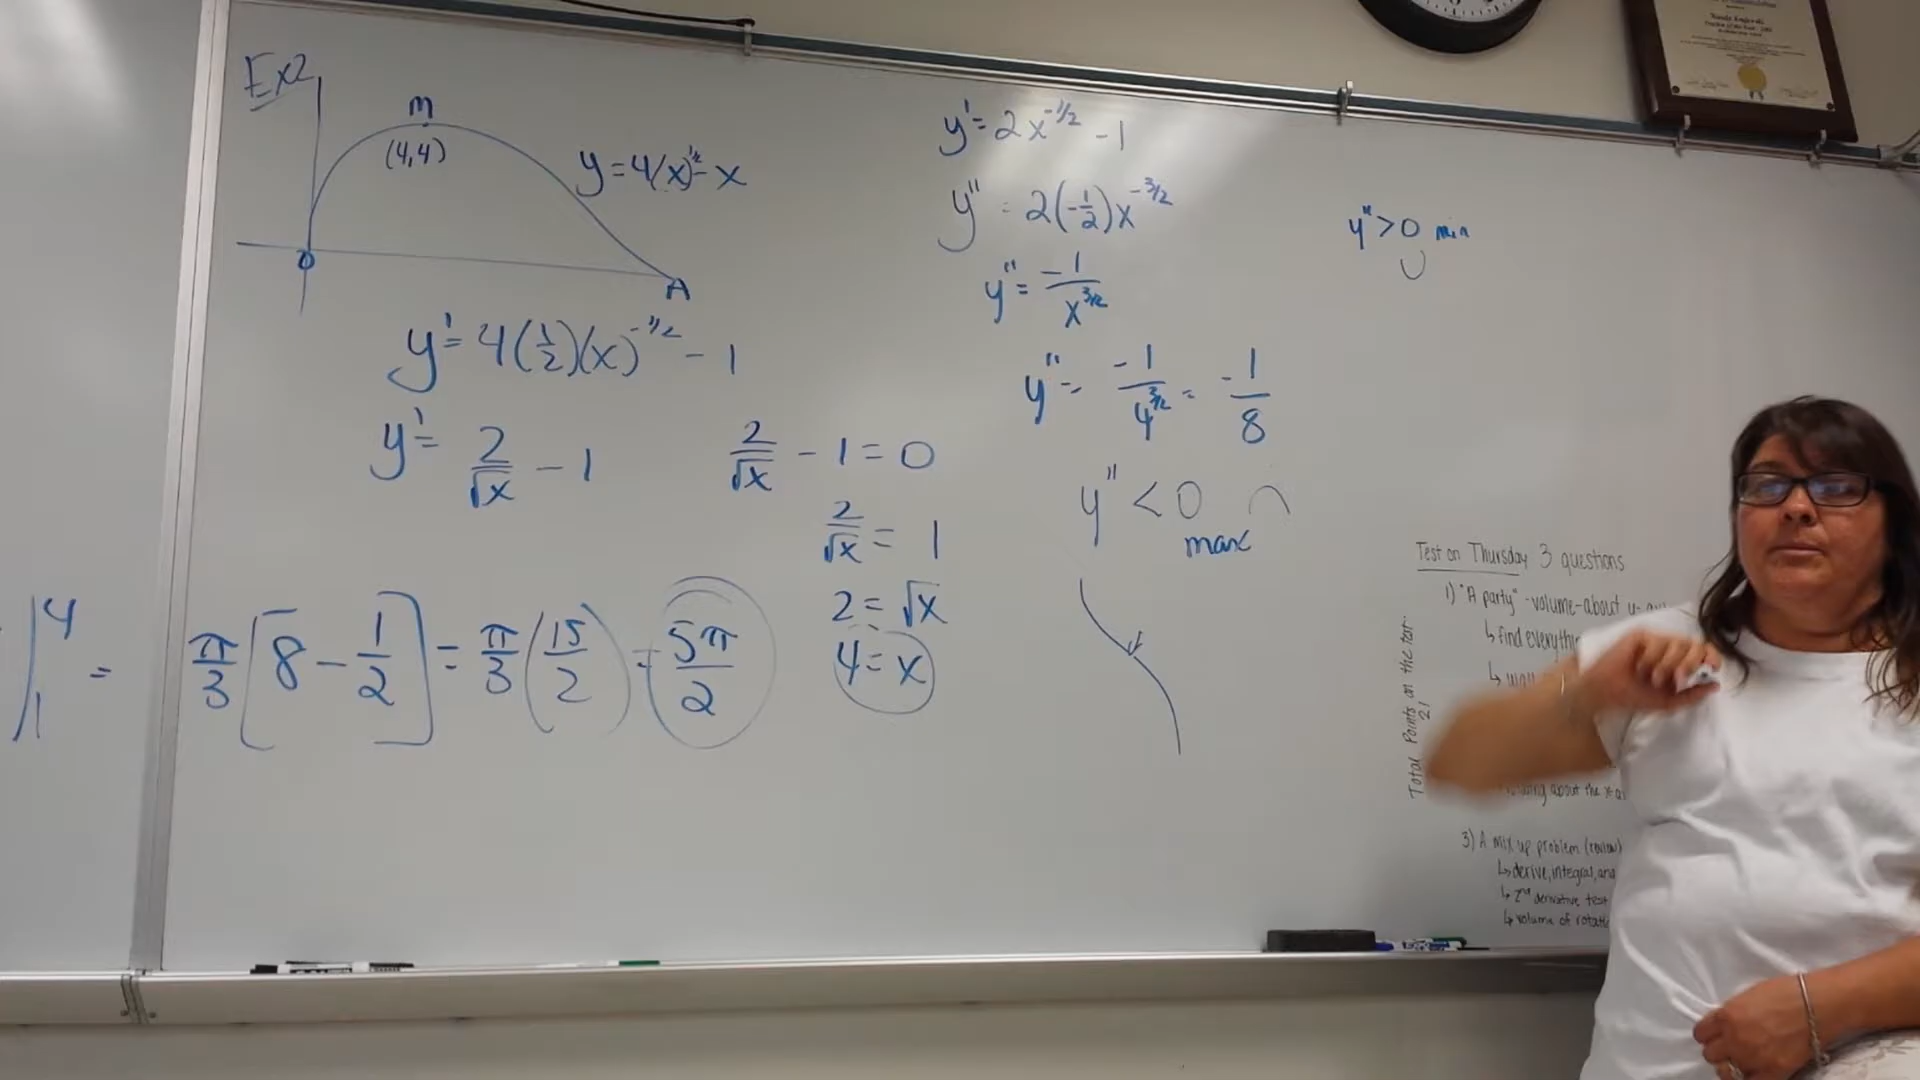 Ex2
M
(4,4)
y = 4(x)^½ - x
O
A
y' = 4(½)(x)^-½ - 1
y' = 2/√x - 1
2/√x - 1 = 0
2/√x = 1
2 = √x
4 = x
|₁⁴ = π/3 [8 - 1/2] = π/3 (15/2) = 5π/2
y' = 2x^-½ - 1
y'' = 2(-½)x^-3/2
y'' = -1/x^3/2
y'' = -1/4^3/2 = -1/8
y'' < 0 ∩
max
y'' > 0 min
∪
Test on Thursday 3 questions
1) "A party" -volume-about
↳ find everything
↳
about the
3) A mix up problem (review)
↳ derive, integral, and
↳ 2nd derivative test
↳ volume of
Total Points on the test:
21